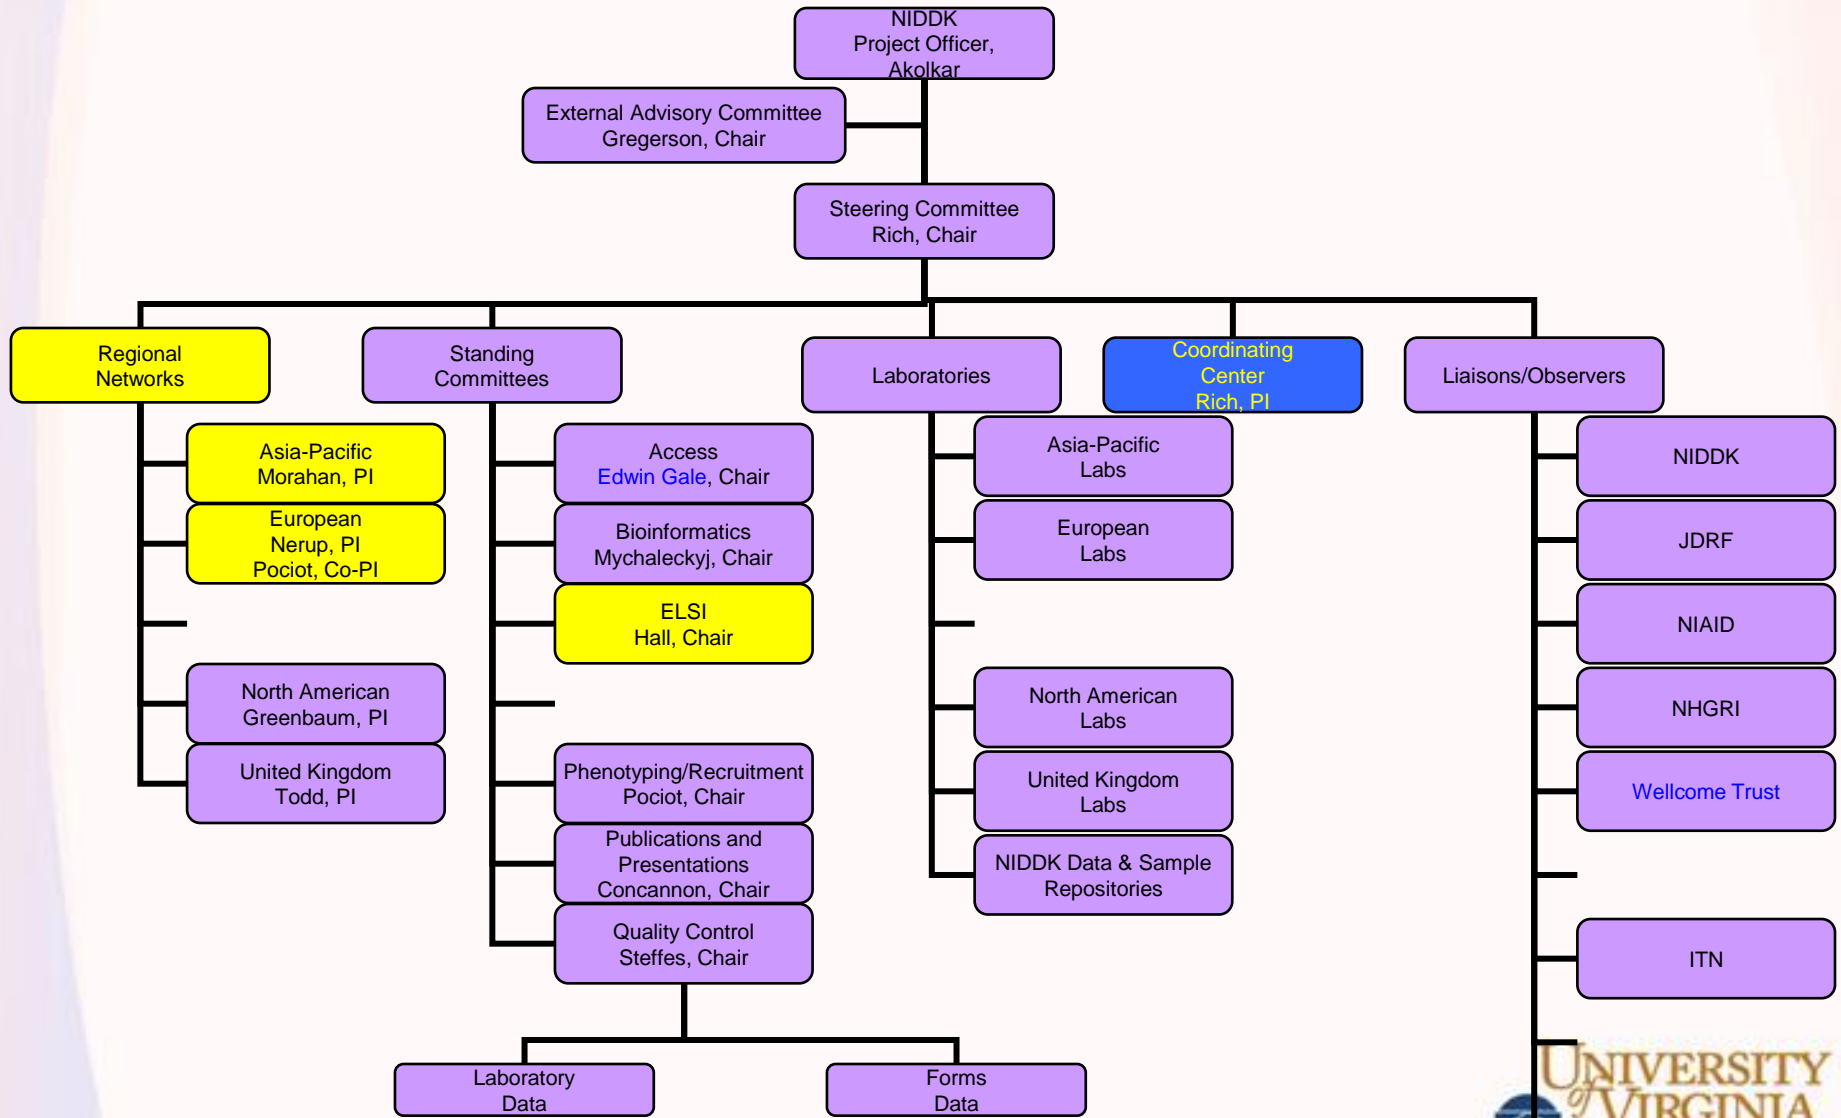 NIDDK
Project Officer,
Akolkar
External Advisory Committee
Gregerson, Chair
Steering Committee
Rich, Chair
Regional
Networks
Standing
Committees
Laboratories
Coordinating
Center
Rich, PI
Liaisons/Observers
Asia-Pacific
Morahan, PI
European
Nerup, PI
Pociot, Co-PI
North American
Greenbaum, PI
United Kingdom
Todd, PI
Access
Edwin Gale, Chair
Bioinformatics
Mychaleckyj, Chair
ELSI
Hall, Chair
Phenotyping/Recruitment
Pociot, Chair
Publications and
Presentations
Concannon, Chair
Quality Control
Steffes, Chair
Laboratory
Data
Forms
Data
Asia-Pacific
Labs
European
Labs
North American
Labs
United Kingdom
Labs
NIDDK Data & Sample
Repositories
NIDDK
JDRF
NIAID
NHGRI
Wellcome Trust
ITN
UNIVERSITY
of VIRGINIA